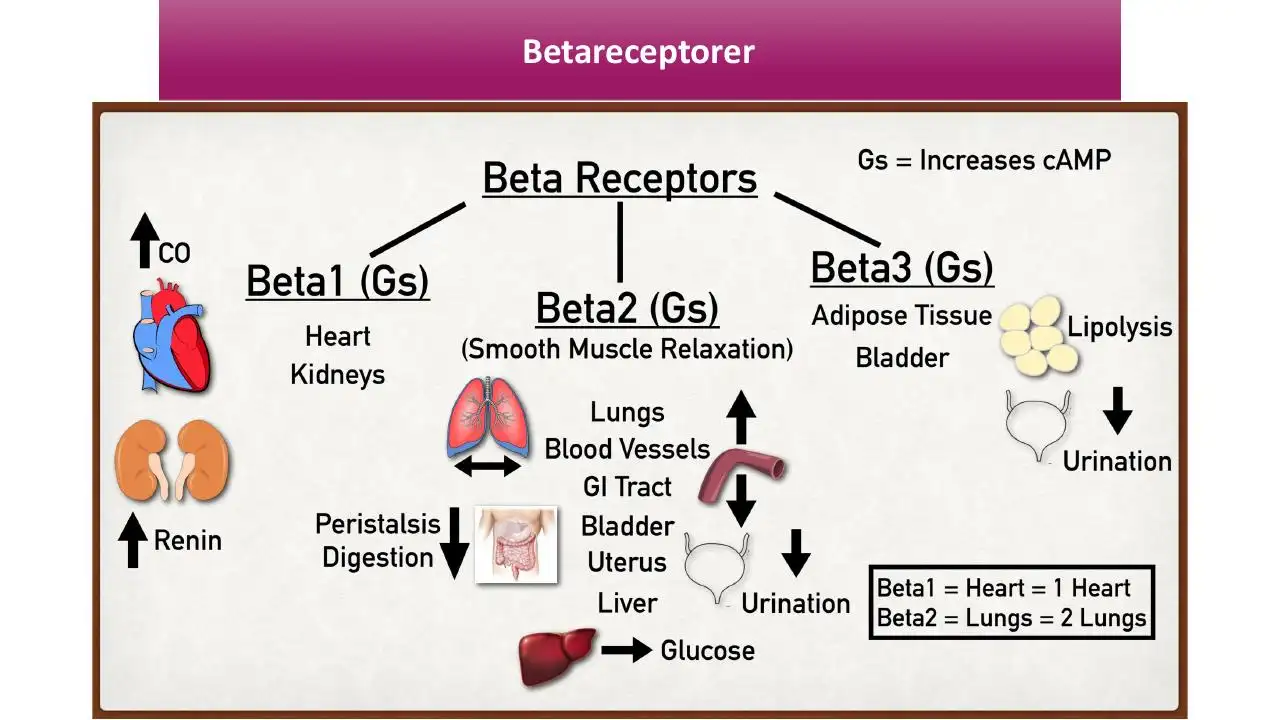 Betareceptorer
Beta Receptors
Gs = Increases cAMP
CO
Beta1 (Gs)
Heart
Kidneys
Renin
Beta2 (Gs)
(Smooth Muscle Relaxation)
Lungs
Blood Vessels
GI Tract
Bladder
Uterus
Liver
Peristalsis
Digestion
Urination
Glucose
Beta3 (Gs)
Adipose Tissue
Bladder
Lipolysis
Urination
Beta1 = Heart = 1 Heart
Beta2 = Lungs = 2 Lungs